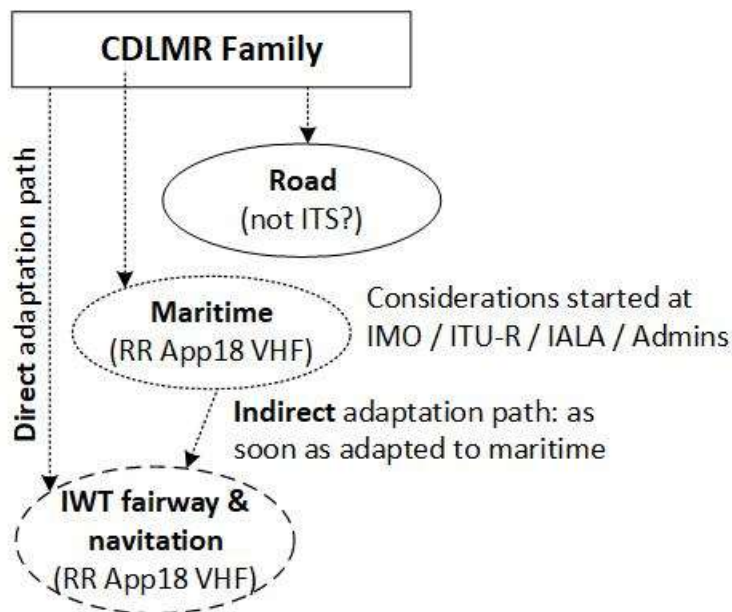 CDLMR Family
Direct adaptation path
Road
(not ITS?)
Maritime
(RR App18 VHF)
Considerations started at
IMO / ITU-R / IALA / Admins
Indirect adaptation path: as
soon as adapted to maritime
IWT fairway &
navitation
(RR App18 VHF)